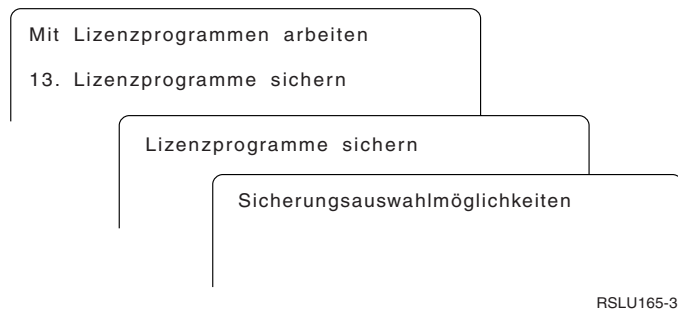 Mit Lizenzprogrammen arbeiten
13. Lizenzprogramme sichern
Lizenzprogramme sichern
Sicherungsauswahlmöglichkeiten
RSLU165-3